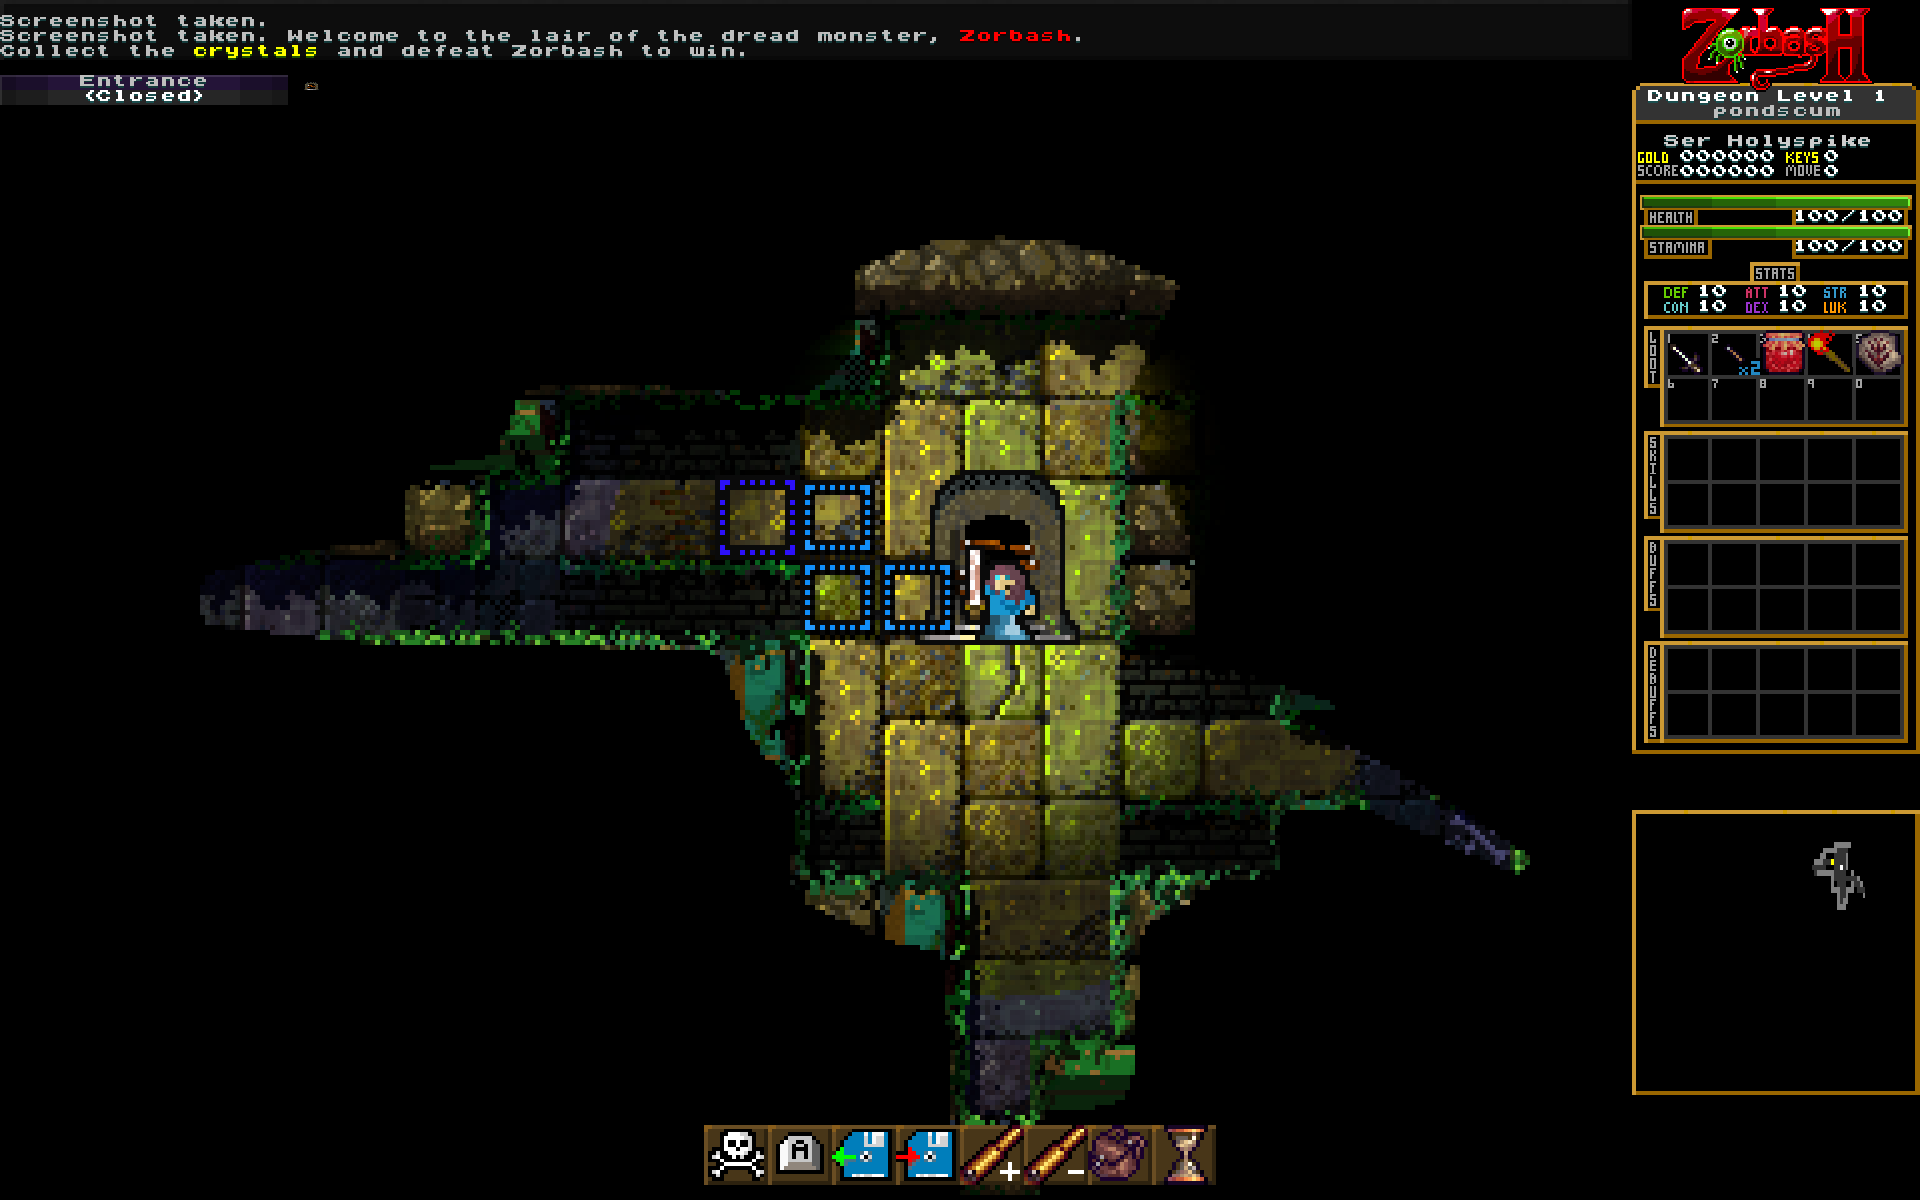 Screenshot taken.
Screenshot taken. Welcome to the lair of the dread monster, Zorbash.
Collect the crystals and defeat Zorbash to win.
Entrance
(Closed)
ZorbasH
Dungeon Level 1
pondscum
Ser Holyspike
GOLD 000000 KEYS 0
SCORE 000000 MOVE 0
HEALTH 100/100
STAMINA 100/100
STATS
DEF 10 ATT 10 STR 10
CON 10 DEX 10 LUK 10
LOOT
1 2 x2 3 4 5
6 7 8 9 0
SKILLS
BUFFS
DEBUFFS
A
+ -